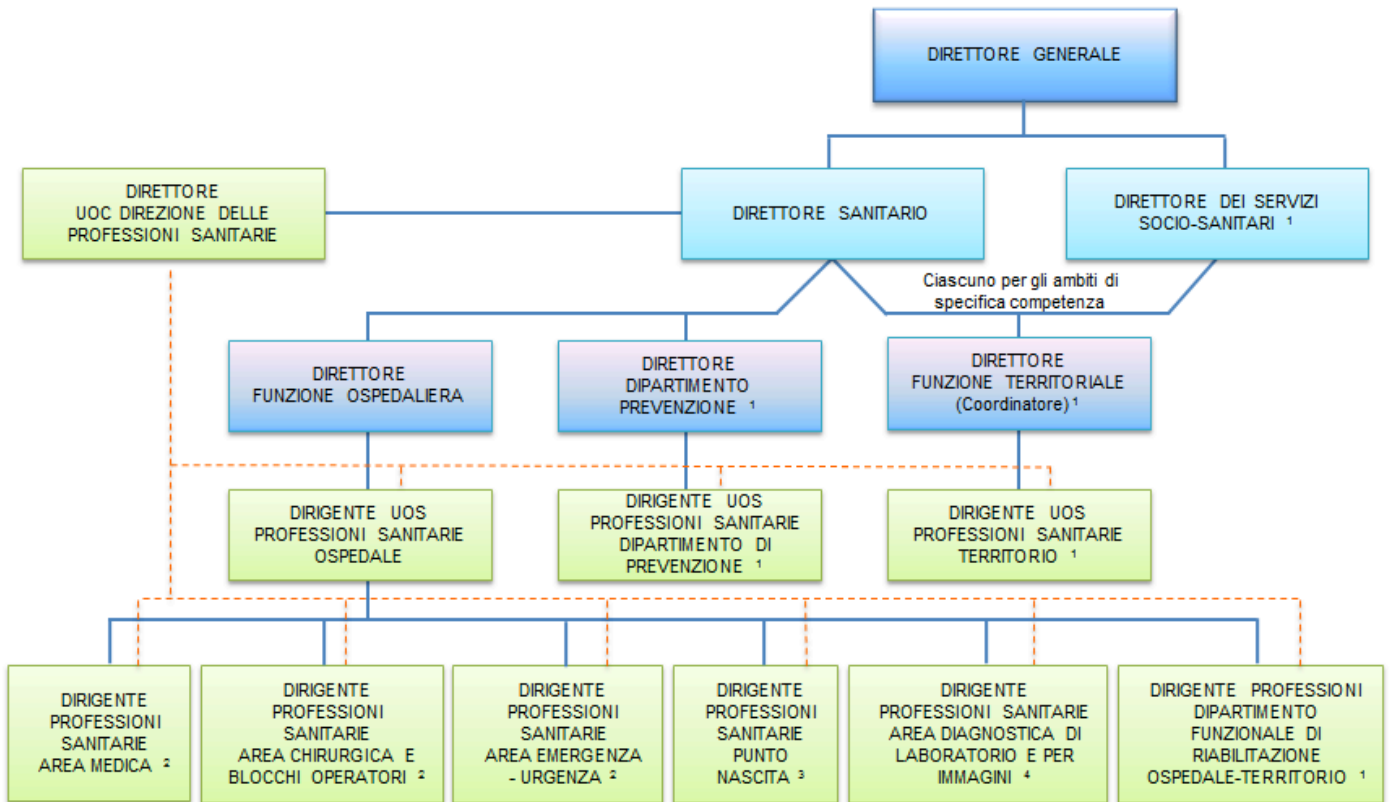 DIRETTORE GENERALE
DIRETTORE
UOC DIREZIONE DELLE
PROFESSIONI SANITARIE
DIRETTORE SANITARIO
DIRETTORE DEI SERVIZI
SOCIO-SANITARI ¹
Ciascuno per gli ambiti di
specifica competenza
DIRETTORE
FUNZIONE OSPEDALIERA
DIRETTORE
DIPARTIMENTO
PREVENZIONE ¹
DIRETTORE
FUNZIONE TERRITORIALE
(Coordinatore) ¹
DIRIGENTE UOS
PROFESSIONI SANITARIE
OSPEDALE
DIRIGENTE UOS
PROFESSIONI SANITARIE
DIPARTIMENTO DI
PREVENZIONE ¹
DIRIGENTE UOS
PROFESSIONI SANITARIE
TERRITORIO ¹
DIRIGENTE
PROFESSIONI
SANITARIE
AREA MEDICA ²
DIRIGENTE
PROFESSIONI
SANITARIE
AREA CHIRURGICA E
BLOCCHI OPERATORI ²
DIRIGENTE
PROFESSIONI
SANITARIE
AREA EMERGENZA
- URGENZA ²
DIRIGENTE
PROFESSIONI
SANITARIE
PUNTO
NASCITA ³
DIRIGENTE
PROFESSIONI SANITARIE
AREA DIAGNOSTICA DI
LABORATORIO E PER
IMMAGINI ⁴
DIRIGENTE PROFESSIONI
DIPARTIMENTO
FUNZIONALE DI
RIABILITAZIONE
OSPEDALE-TERRITORIO ¹